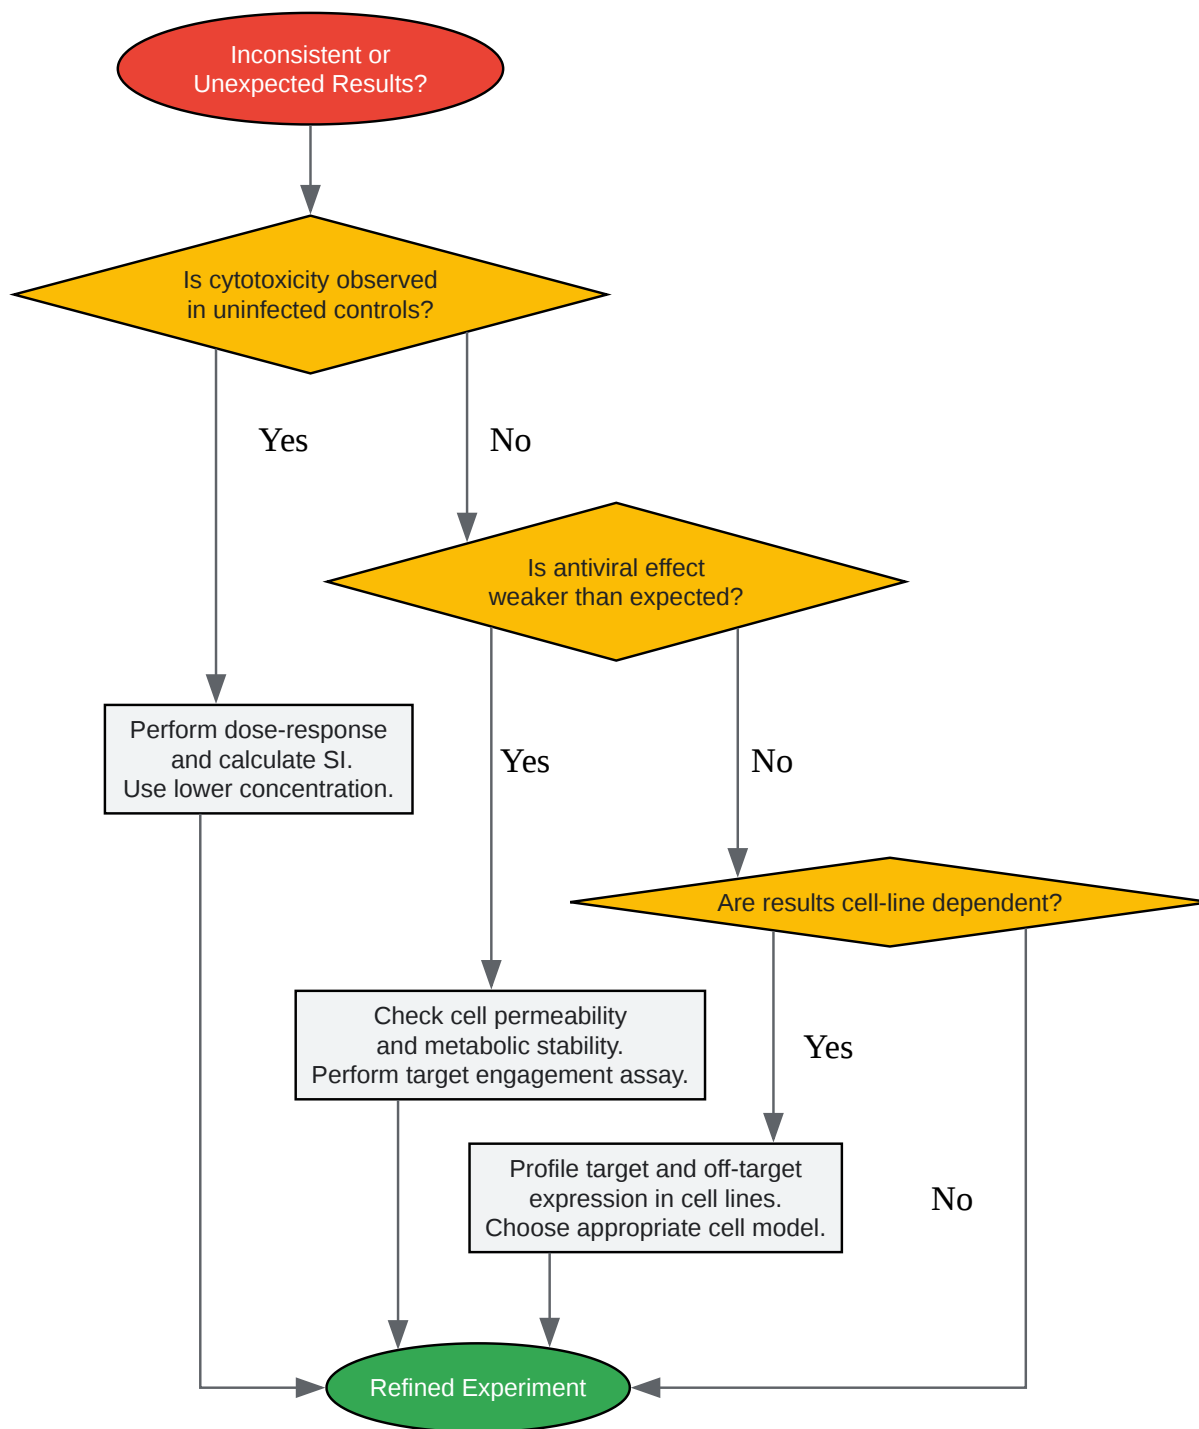 Inconsistent or
Unexpected Results?
Is cytotoxicity observed
in uninfected controls?
Yes
No
Is antiviral effect
weaker than expected?
Perform dose-response
and calculate SI.
Use lower concentration.
Yes
No
Are results cell-line dependent?
Check cell permeability
and metabolic stability.
Perform target engagement assay.
Yes
Profile target and off-target
expression in cell lines.
Choose appropriate cell model.
No
Refined Experiment